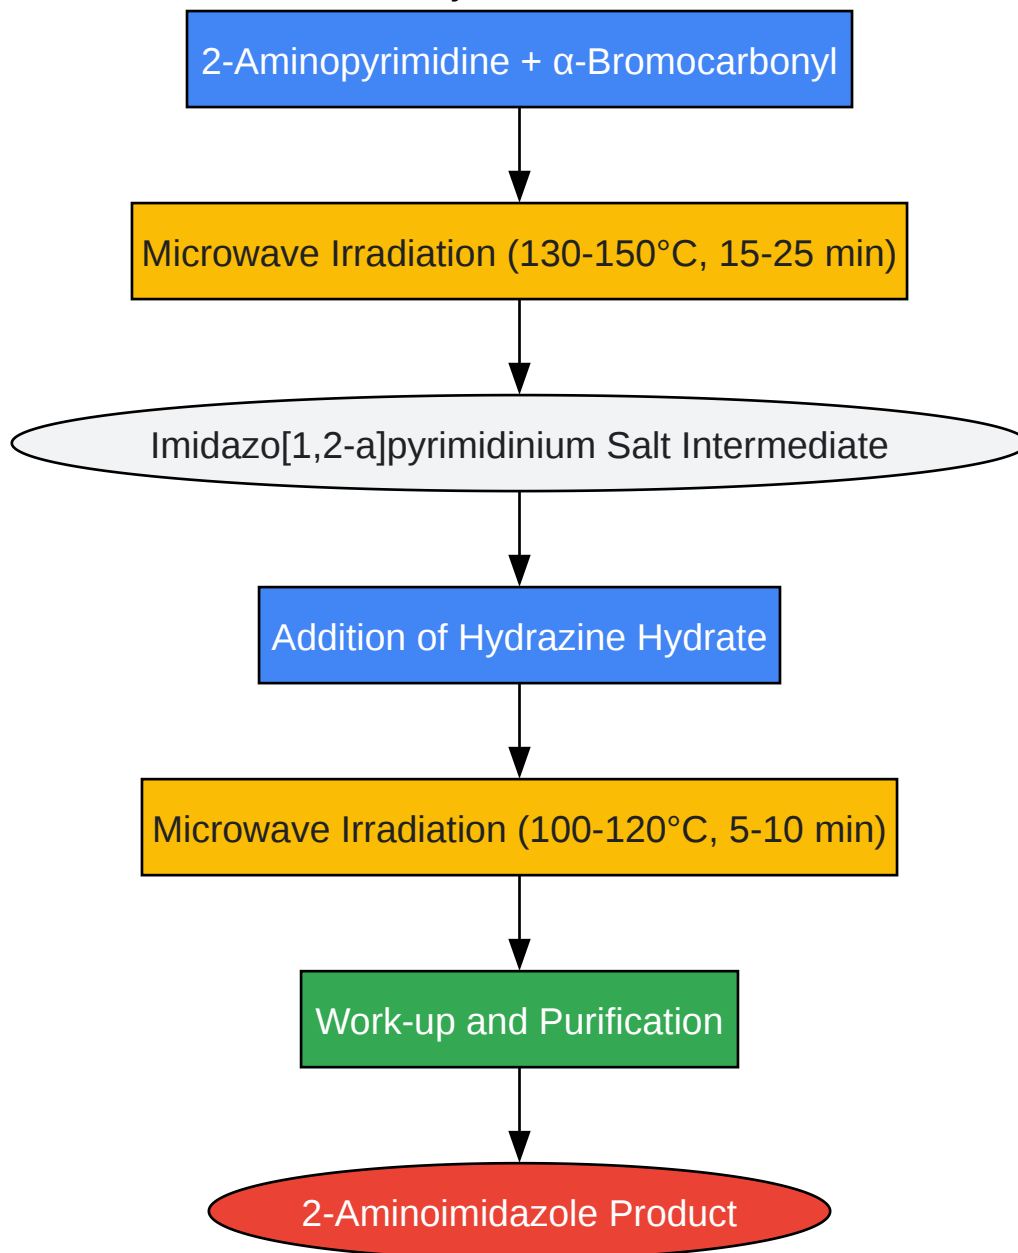 2-Aminopyrimidine + α-Bromocarbonyl
Microwave Irradiation (130-150°C, 15-25 min)
Imidazo[1,2-a]pyrimidinium Salt Intermediate
Addition of Hydrazine Hydrate
Microwave Irradiation (100-120°C, 5-10 min)
Work-up and Purification
2-Aminoimidazole Product